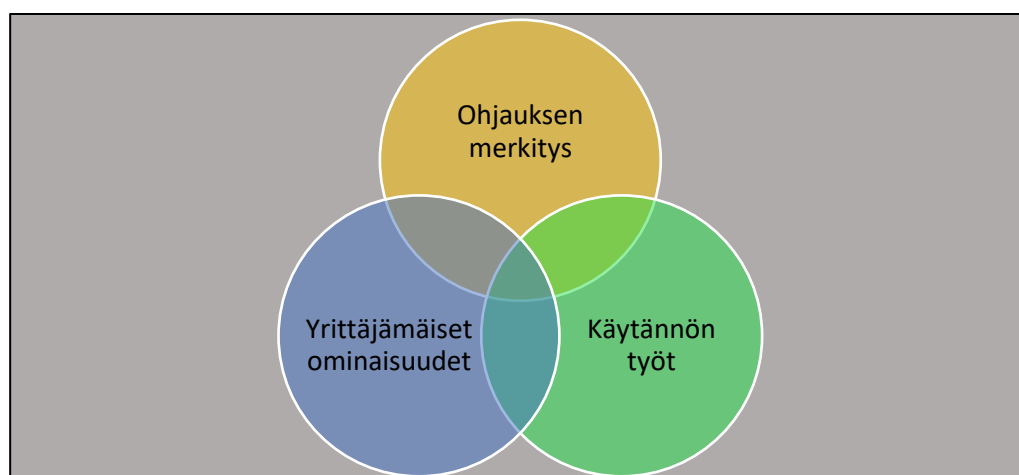 Ohjauksen
merkitys
Yrittäjämäiset
ominaisuudet
Käytännön
työt